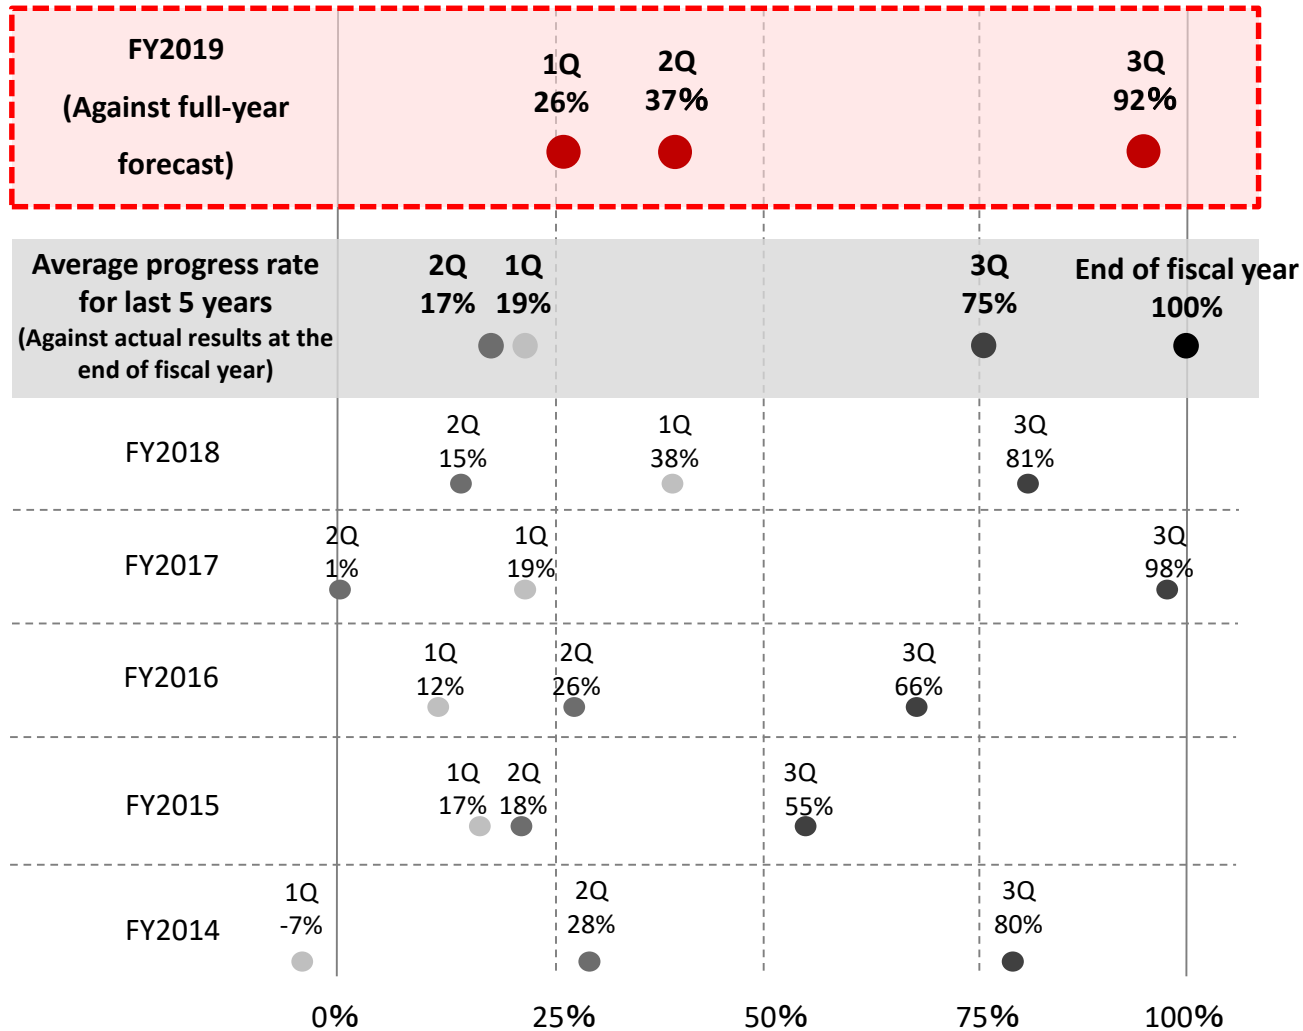 FY2019
(Against full-year
forecast)
1Q
26%
2Q
37%
3Q
92%
Average progress rate
for last 5 years
(Against actual results at the
end of fiscal year)
2Q
17%
1Q
19%
3Q
75%
End of fiscal year
100%
FY2018
2Q
15%
1Q
38%
3Q
81%
FY2017
2Q
1%
1Q
19%
3Q
98%
FY2016
1Q
12%
2Q
26%
3Q
66%
FY2015
1Q
17%
2Q
18%
3Q
55%
FY2014
1Q
-7%
2Q
28%
3Q
80%
0%
25%
50%
75%
100%